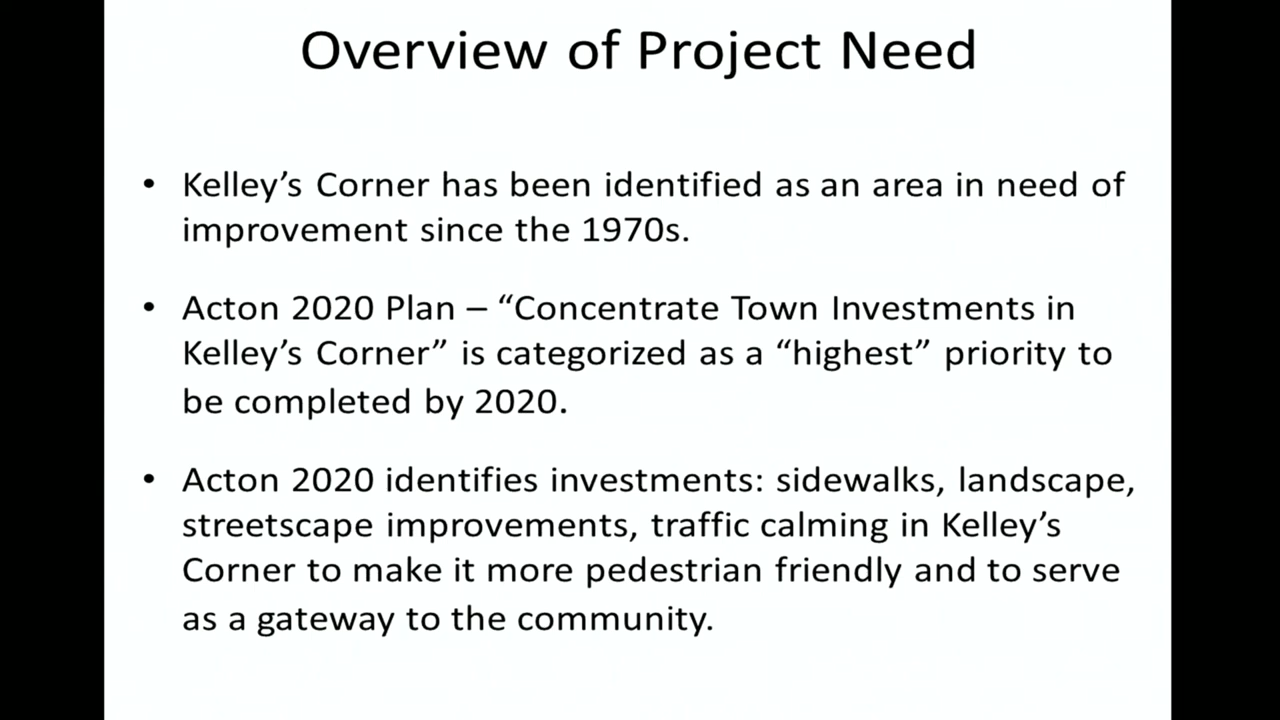 Overview of Project Need
• Kelley’s Corner has been identified as an area in need of
improvement since the 1970s.
• Acton 2020 Plan – “Concentrate Town Investments in
Kelley’s Corner” is categorized as a “highest” priority to
be completed by 2020.
• Acton 2020 identifies investments: sidewalks, landscape,
streetscape improvements, traffic calming in Kelley’s
Corner to make it more pedestrian friendly and to serve
as a gateway to the community.